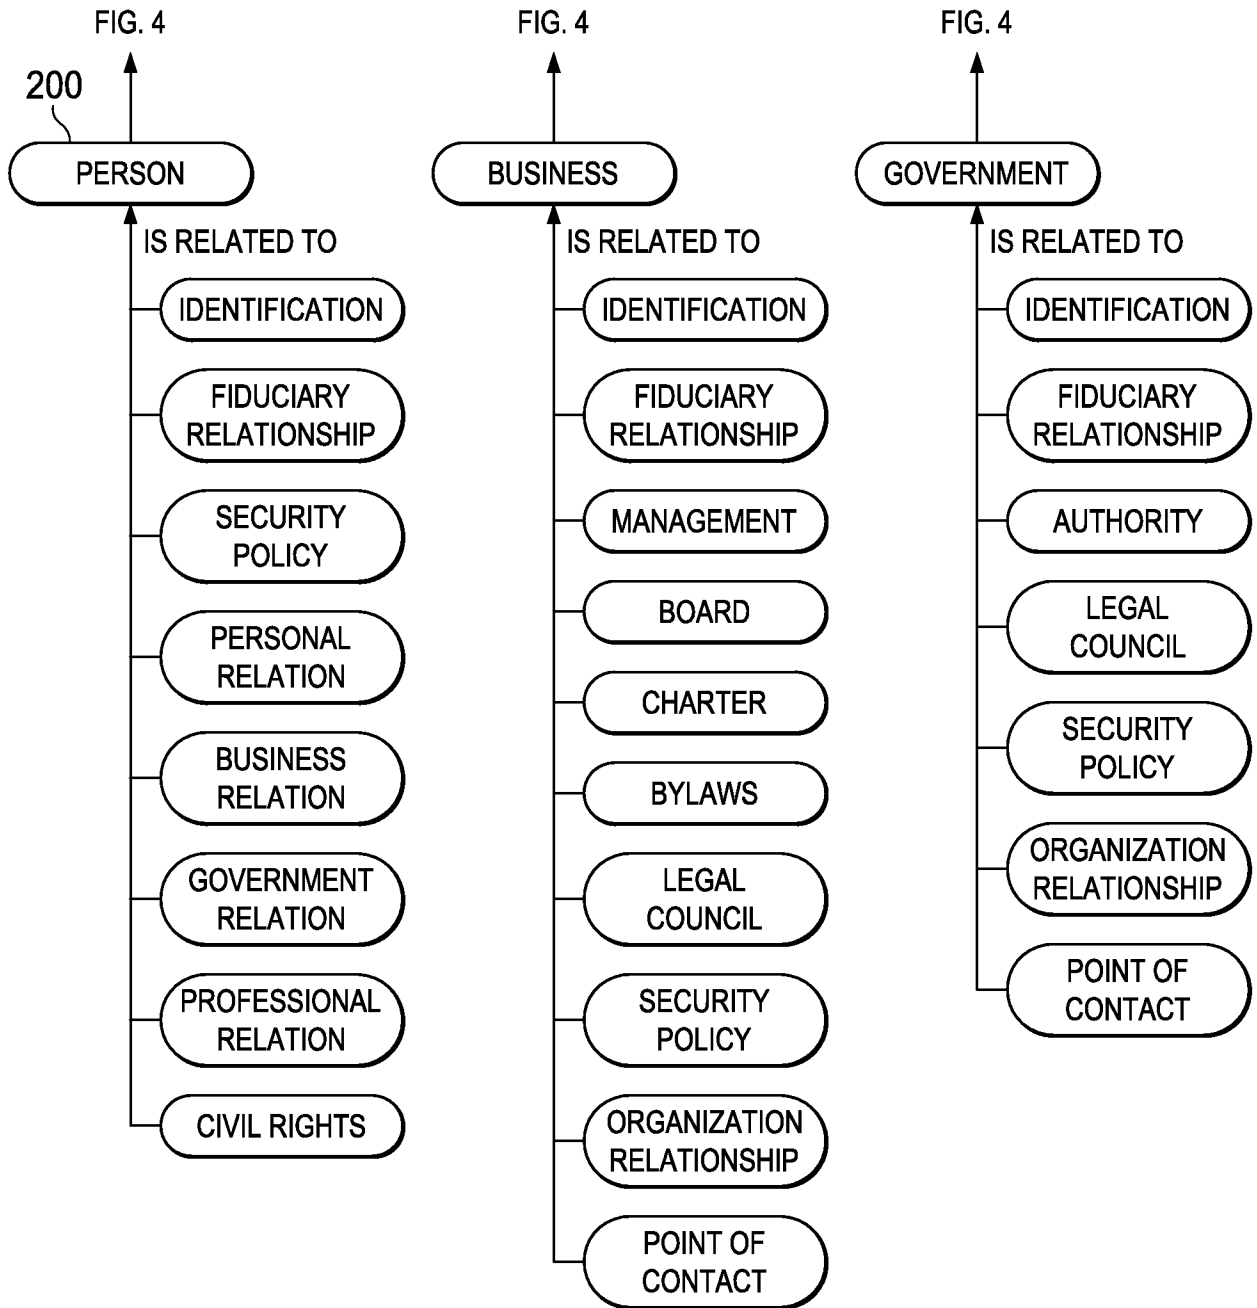 FIG. 4
200
PERSON
IS RELATED TO
IDENTIFICATION
FIDUCIARY
RELATIONSHIP
SECURITY
POLICY
PERSONAL
RELATION
BUSINESS
RELATION
GOVERNMENT
RELATION
PROFESSIONAL
RELATION
CIVIL RIGHTS
FIG. 4
BUSINESS
IS RELATED TO
IDENTIFICATION
FIDUCIARY
RELATIONSHIP
MANAGEMENT
BOARD
CHARTER
BYLAWS
LEGAL
COUNCIL
SECURITY
POLICY
ORGANIZATION
RELATIONSHIP
POINT OF
CONTACT
FIG. 4
GOVERNMENT
IS RELATED TO
IDENTIFICATION
FIDUCIARY
RELATIONSHIP
AUTHORITY
LEGAL
COUNCIL
SECURITY
POLICY
ORGANIZATION
RELATIONSHIP
POINT OF
CONTACT